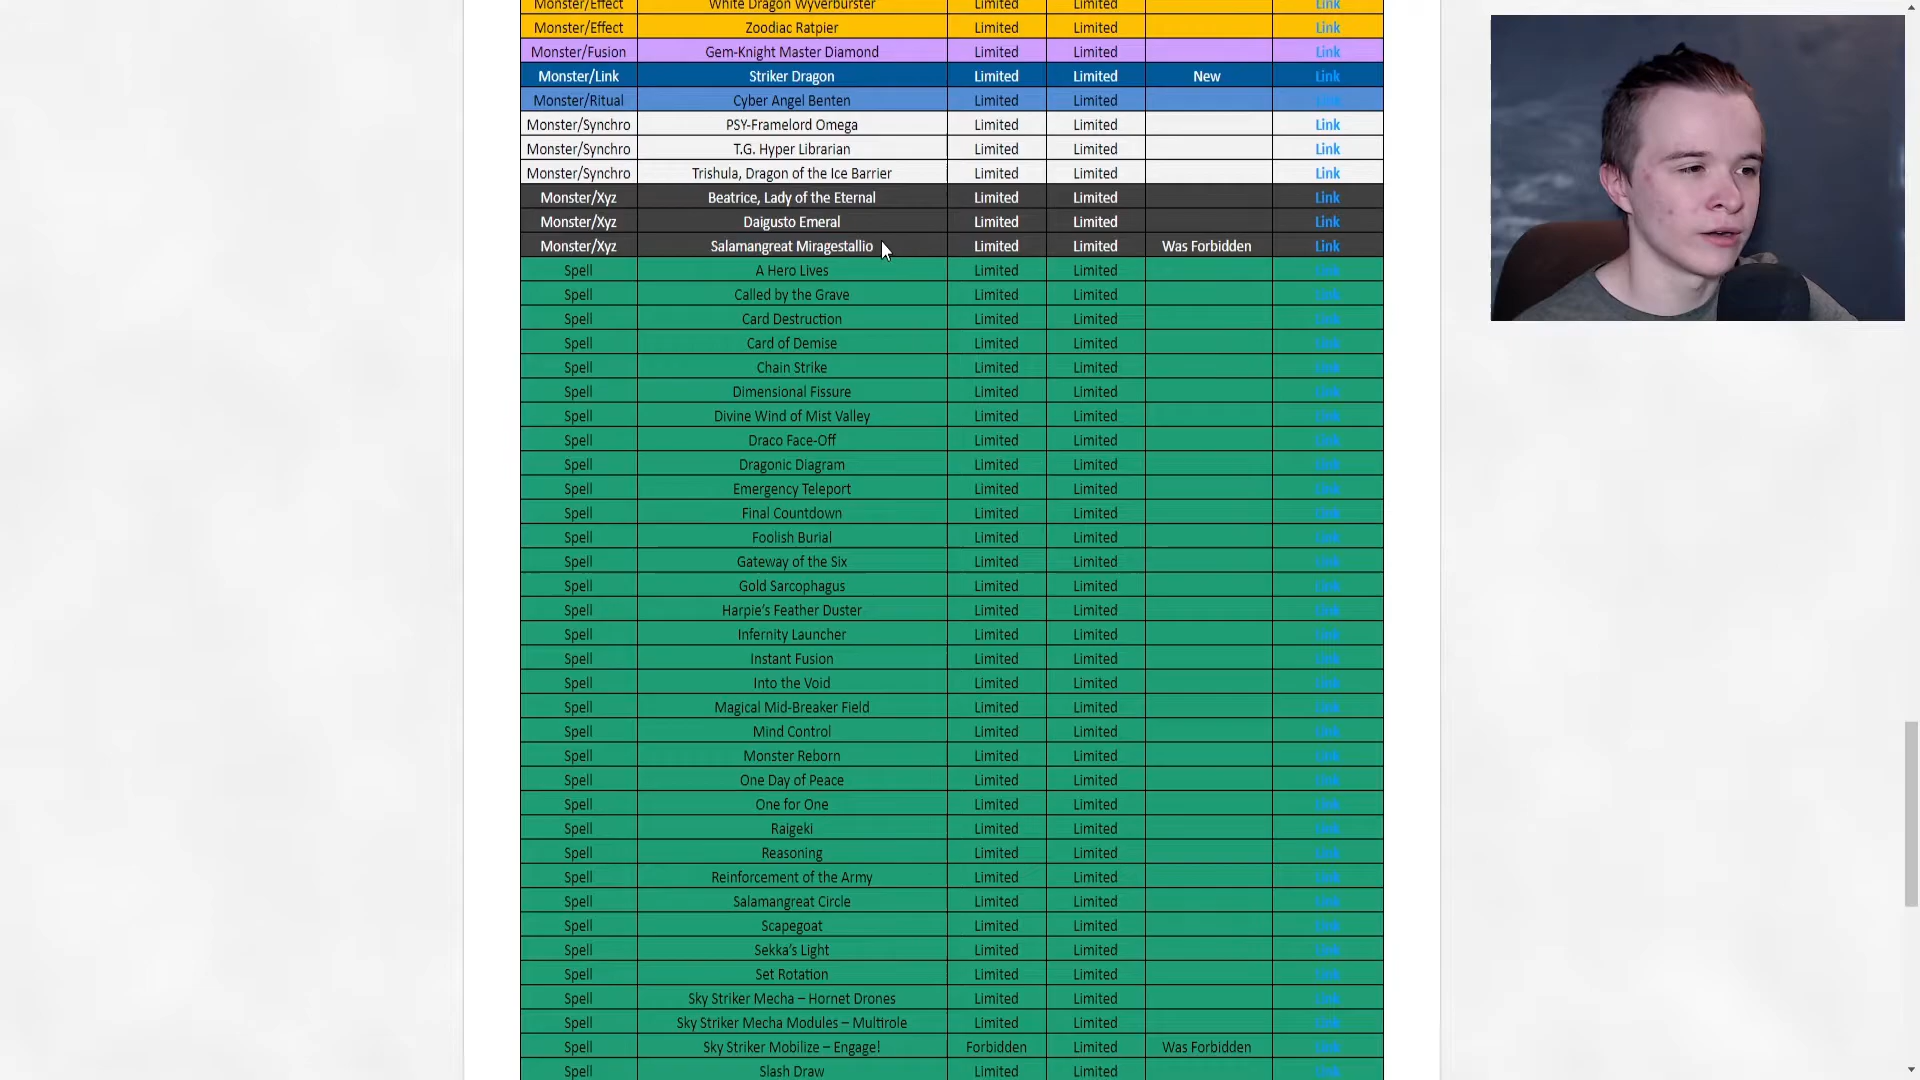 Monster/Effect White Dragon Wyverburster Limited Limited Link
Monster/Effect Zoodiac Ratpier Limited Limited Link
Monster/Fusion Gem-Knight Master Diamond Limited Limited Link
Monster/Link Striker Dragon Limited Limited New Link
Monster/Ritual Cyber Angel Benten Limited Limited Link
Monster/Synchro PSY-Framelord Omega Limited Limited Link
Monster/Synchro T.G. Hyper Librarian Limited Limited Link
Monster/Synchro Trishula, Dragon of the Ice Barrier Limited Limited Link
Monster/Xyz Beatrice, Lady of the Eternal Limited Limited Link
Monster/Xyz Daigusto Emeral Limited Limited Link
Monster/Xyz Salamangreat Miragestallio Limited Limited Was Forbidden Link
Spell A Hero Lives Limited Limited Link
Spell Called by the Grave Limited Limited Link
Spell Card Destruction Limited Limited Link
Spell Card of Demise Limited Limited Link
Spell Chain Strike Limited Limited Link
Spell Dimensional Fissure Limited Limited Link
Spell Divine Wind of Mist Valley Limited Limited Link
Spell Draco Face-Off Limited Limited Link
Spell Dragonic Diagram Limited Limited Link
Spell Emergency Teleport Limited Limited Link
Spell Final Countdown Limited Limited Link
Spell Foolish Burial Limited Limited Link
Spell Gateway of the Six Limited Limited Link
Spell Gold Sarcophagus Limited Limited Link
Spell Harpie's Feather Duster Limited Limited Link
Spell Infernity Launcher Limited Limited Link
Spell Instant Fusion Limited Limited Link
Spell Into the Void Limited Limited Link
Spell Magical Mid-Breaker Field Limited Limited Link
Spell Mind Control Limited Limited Link
Spell Monster Reborn Limited Limited Link
Spell One Day of Peace Limited Limited Link
Spell One for One Limited Limited Link
Spell Raigeki Limited Limited Link
Spell Reasoning Limited Limited Link
Spell Reinforcement of the Army Limited Limited Link
Spell Salamangreat Circle Limited Limited Link
Spell Scapegoat Limited Limited Link
Spell Sekka's Light Limited Limited Link
Spell Set Rotation Limited Limited Link
Spell Sky Striker Mecha – Hornet Drones Limited Limited Link
Spell Sky Striker Mecha Modules – Multirole Limited Limited Link
Spell Sky Striker Mobilize – Engage! Forbidden Limited Was Forbidden Link
Spell Slash Draw Limited Limited Link